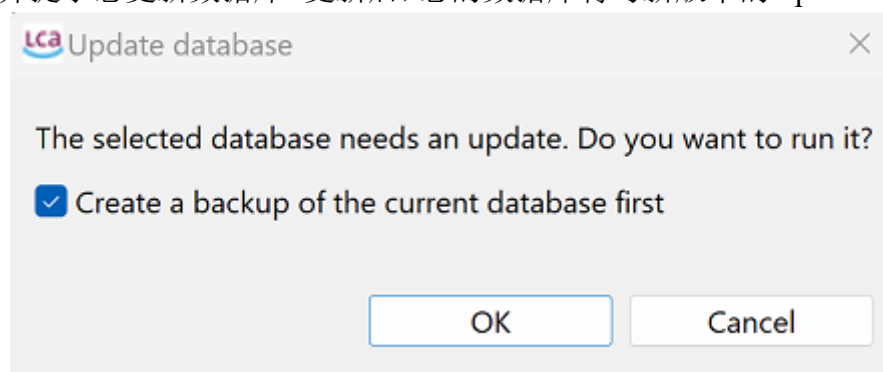 LCA Update database
The selected database needs an update. Do you want to run it?
Create a backup of the current database first
OK
Cancel